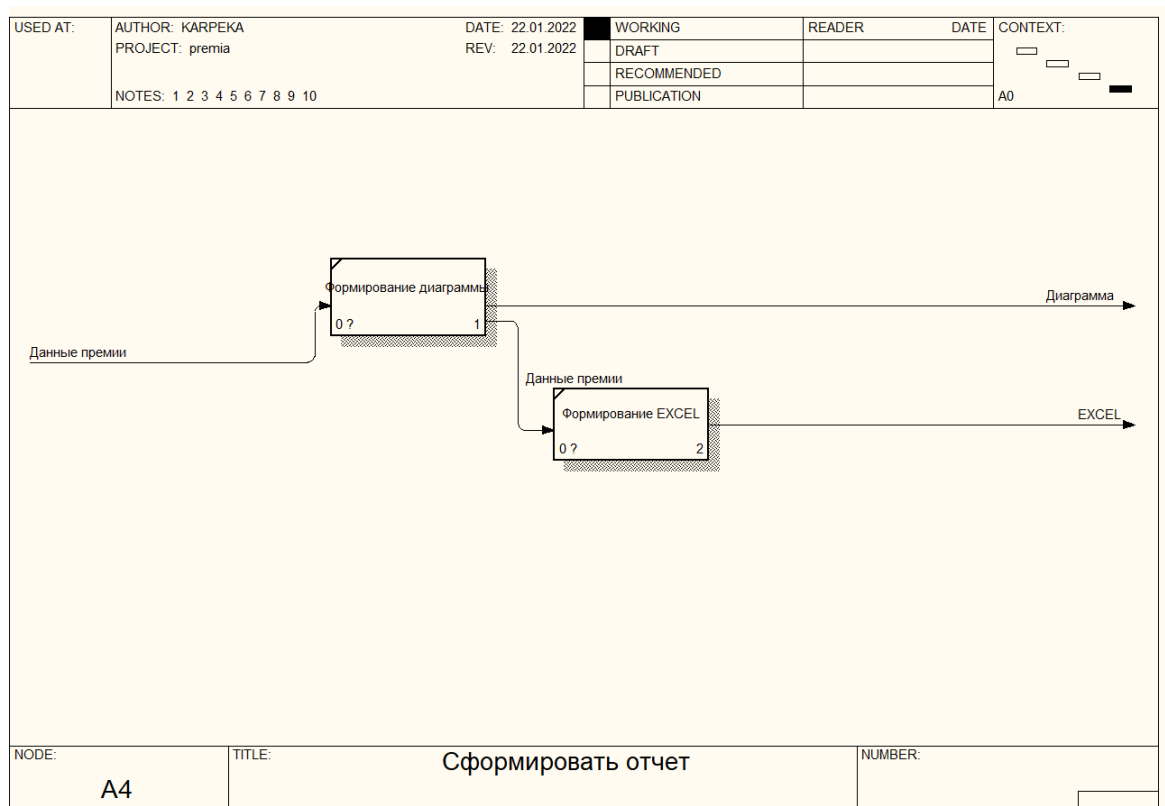 USED AT:
AUTHOR: KARPEKA
DATE: 22.01.2022
WORKING
READER
DATE
CONTEXT:
PROJECT: premia
REV: 22.01.2022
DRAFT
RECOMMENDED
NOTES: 1 2 3 4 5 6 7 8 9 10
PUBLICATION
A0
Формирование диаграммы
0 ?
1
Диаграмма
Данные премии
Данные премии
Формирование EXCEL
0 ?
2
EXCEL
NODE:
TITLE:
Сформировать отчет
NUMBER:
A4